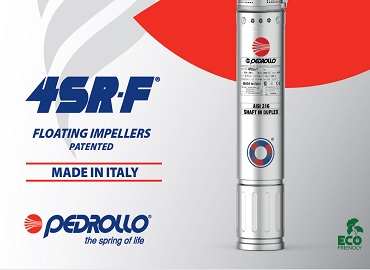 4SR-F®
FLOATING IMPELLERS
PATENTED
MADE IN ITALY
PEDROLLO®
the spring of life
PEDROLLO
AISI 316
SHAFT IN DUPLEX
ECO
FRIENDLY